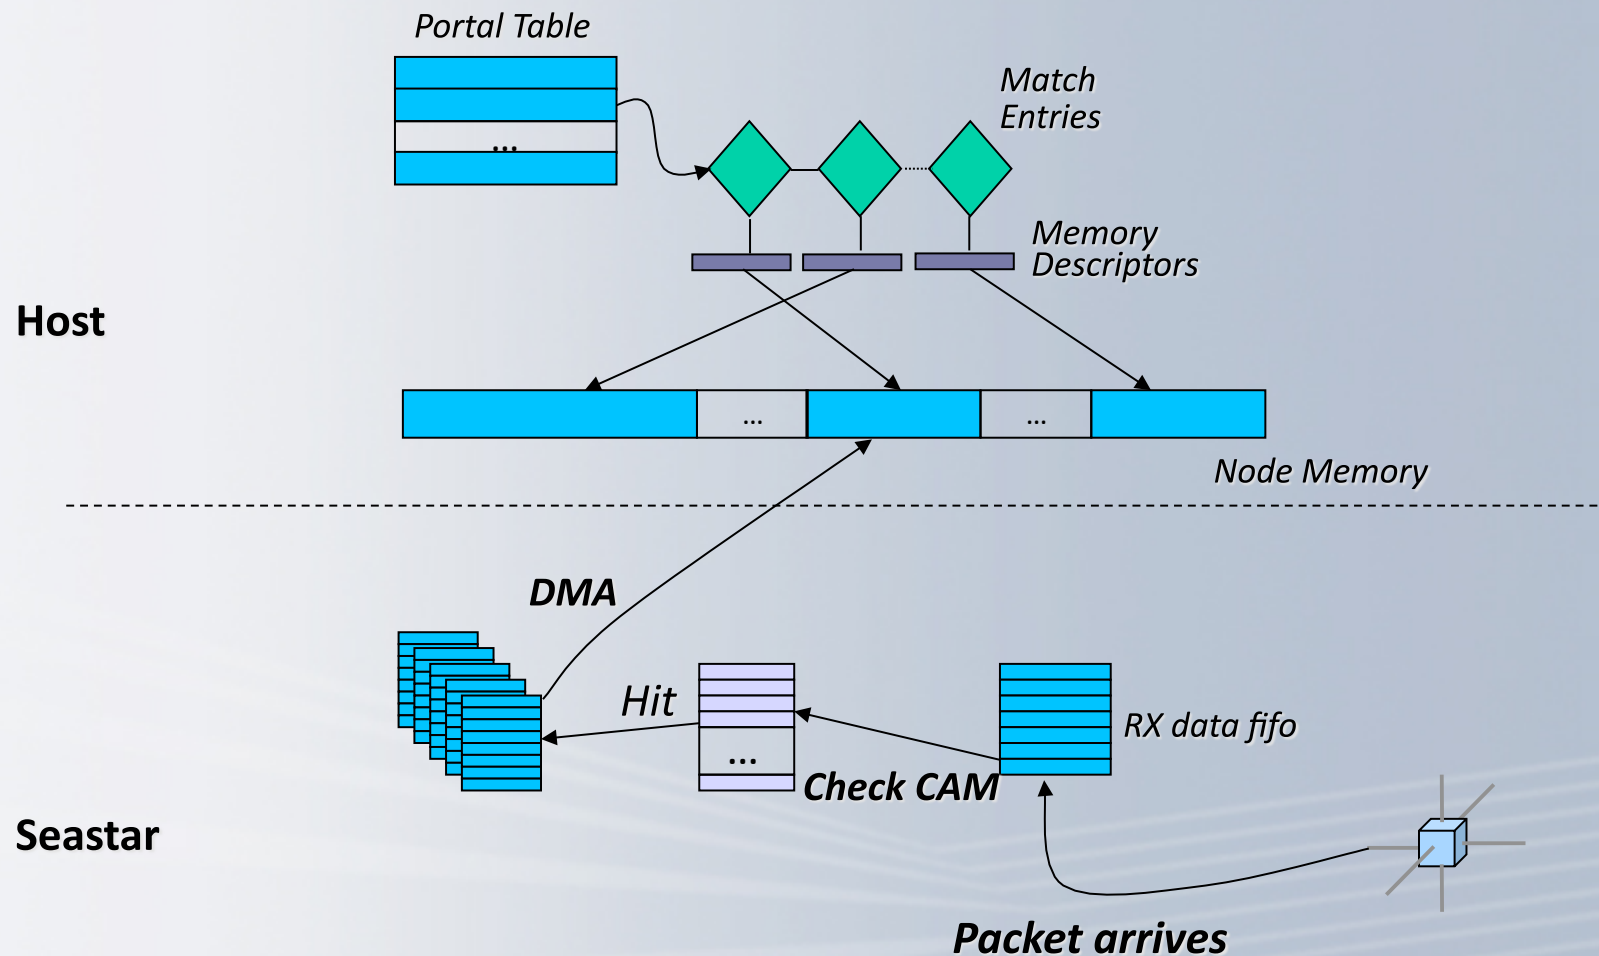 Portal Table
...
Match
Entries
Memory
Descriptors
Host
...
...
Node Memory
DMA
Hit
RX data fifo
...
Check CAM
Seastar
Packet arrives